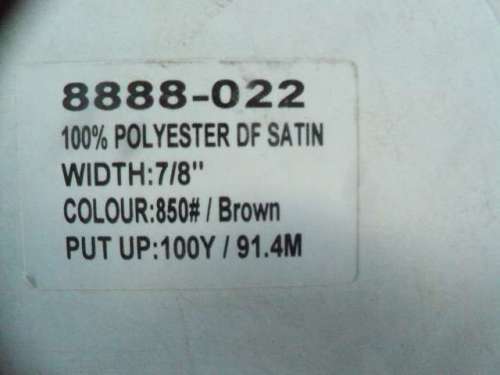 8888-022
100% POLYESTER DF SATIN
WIDTH:7/8"
COLOUR:850# / Brown
PUT UP:100Y / 91.4M